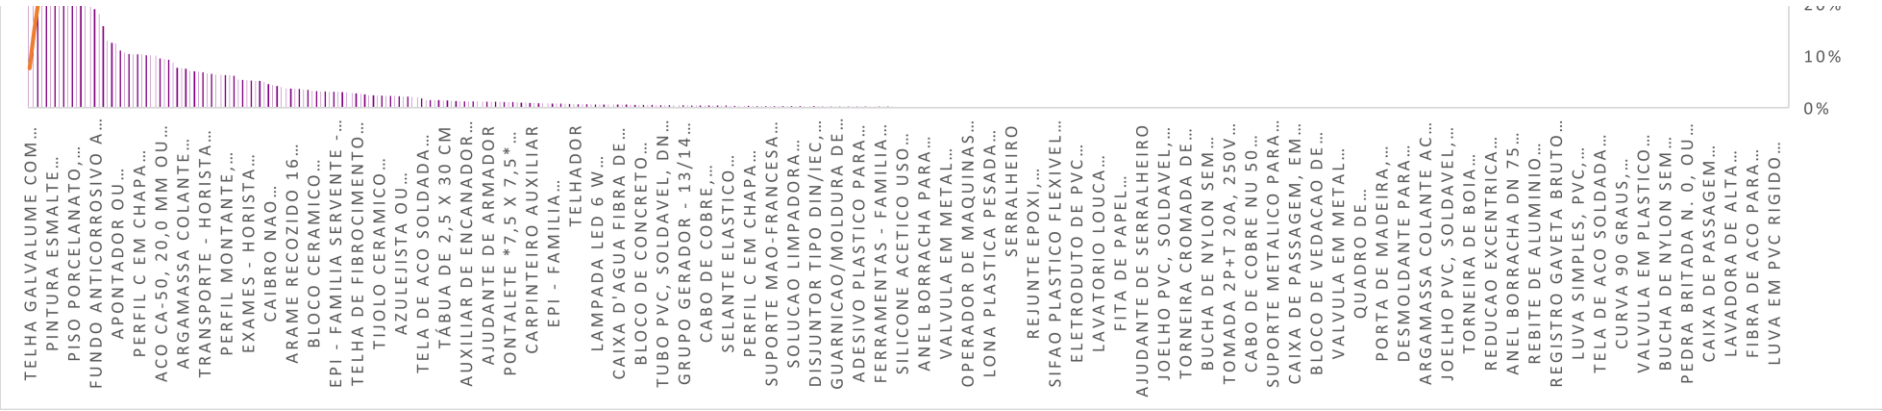 20%
10%
0%
TELHA GALVALUME COM...
PINTURA ESMALTE...
PISO PORCELANATO,...
FUNDO ANTICORROSIVO A...
APONTADOR OU...
PERFIL C EM CHAPA...
ACO CA-50, 20,0 MM OU...
ARGAMASSA COLANTE...
TRANSPORTE - HORISTA...
PERFIL MONTANTE,...
EXAMES - HORISTA...
CAIBRO NAO...
ARAME RECOZIDO 16...
BLOCO CERAMICO...
EPI - FAMILIA SERVENTE -...
TELHA DE FIBROCIMENTO...
TIJOLO CERAMICO...
AZULEJISTA OU...
TELA DE ACO SOLDADA...
TÁBUA DE 2,5 X 30 CM
AUXILIAR DE ENCANADOR...
AJUDANTE DE ARMADOR
PONTALETE *7,5 X 7,5*...
CARPINTEIRO AUXILIAR
EPI - FAMILIA...
TELHADOR
LAMPADA LED 6 W...
CAIXA D'AGUA FIBRA DE...
BLOCO DE CONCRETO...
TUBO PVC, SOLDAVEL, DN...
GRUPO GERADOR - 13/14...
CABO DE COBRE,...
SELANTE ELASTICO...
PERFIL C EM CHAPA...
SUPORTE MAO-FRANCESA...
SOLUCAO LIMPADORA...
DISJUNTOR TIPO DIN/IEC,...
GUARNICAO/MOLDURA DE...
ADESIVO PLASTICO PARA...
FERRAMENTAS - FAMILIA...
SILICONE ACETICO USO...
ANEL BORRACHA PARA...
VALVULA EM METAL...
OPERADOR DE MAQUINAS...
LONA PLASTICA PESADA...
SERRALHEIRO
REJUNTE EPOXI,...
SIFAO PLASTICO FLEXIVEL...
ELETRODUTO DE PVC...
LAVATORIO LOUCA...
FITA DE PAPEL...
AJUDANTE DE SERRALHEIRO
JOELHO PVC, SOLDAVEL,...
TORNEIRA CROMADA DE...
BUCHA DE NYLON SEM...
TOMADA 2P+T 20A, 250V...
CABO DE COBRE NU 50...
SUPORTE METALICO PARA...
CAIXA DE PASSAGEM, EM...
BLOCO DE VEDACAO DE...
VALVULA EM METAL...
QUADRO DE...
PORTA DE MADEIRA,...
DESMOLDANTE PARA...
ARGAMASSA COLANTE AC...
JOELHO PVC, SOLDAVEL,...
TORNEIRA DE BOIA...
REDUCAO EXCENTRICA...
ANEL BORRACHA DN 75...
REBITE DE ALUMINIO...
REGISTRO GAVETA BRUTO...
LUVA SIMPLES, PVC,...
TELA DE ACO SOLDADA...
CURVA 90 GRAUS,...
VALVULA EM PLASTICO...
BUCHA DE NYLON SEM...
PEDRA BRITADA N. 0, OU...
CAIXA DE PASSAGEM...
LAVADORA DE ALTA...
FIBRA DE ACO PARA...
LUVA EM PVC RIGIDO...